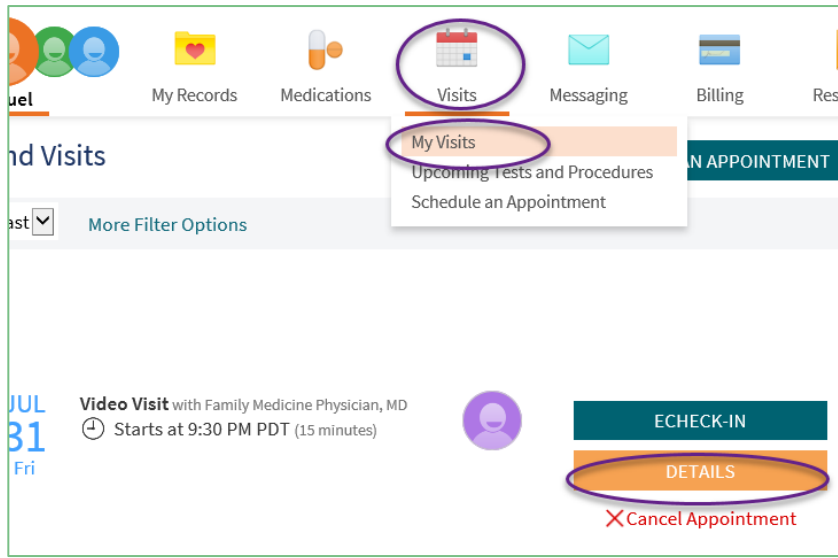 uel
My Records
Medications
Visits
Messaging
Billing
Res
My Visits
Upcoming Tests and Procedures
Schedule an Appointment
nd Visits
AN APPOINTMENT
ast
More Filter Options
JUL
31
Fri
Video Visit with Family Medicine Physician, MD
Starts at 9:30 PM PDT (15 minutes)
ECHECK-IN
DETAILS
Cancel Appointment